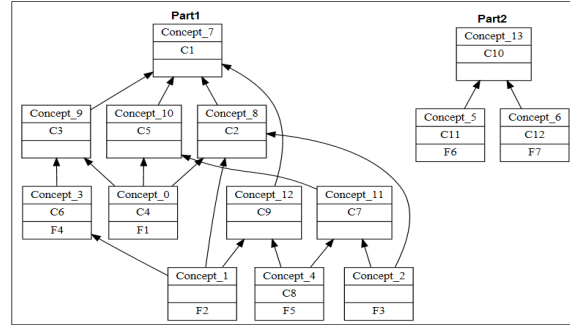 Part1
Part2
Concept_7
C1
Concept_13
C10
Concept_9
C3
Concept_10
C5
Concept_8
C2
Concept_5
C11
F6
Concept_6
C12
F7
Concept_3
C6
F4
Concept_0
C4
F1
Concept_12
C9
Concept_11
C7
Concept_1
F2
Concept_4
C8
F5
Concept_2
F3